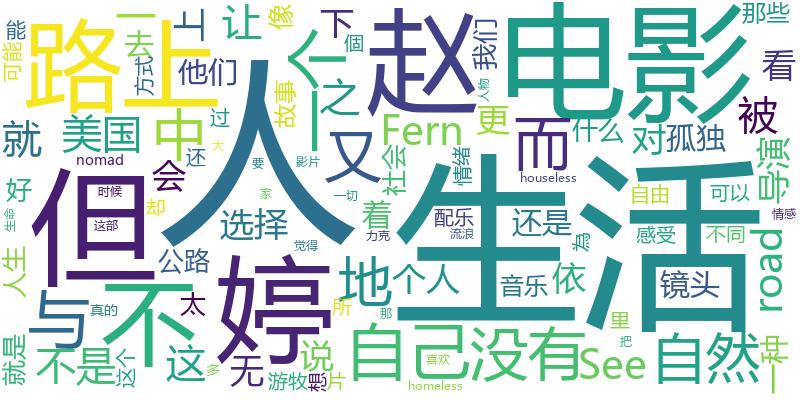 路上
一
去
上
让
像
下
赵
电影
那些
可能
能
方式
他们
一个
之
個
我们
看
故事
人物
就
美国
中
过
Fern
更
而
什么
对
孤独
被
nomad
还
大
人
又
社会
情绪
houseless
导演
好
会
要
影片
但
时候
却
家
一切
生活
自由
可以
生命
这部
选择
着
配乐
还是
為
感受
不同
情感
人生
公路
觉得
力克
流浪
婷
地
个人
音乐
依
镜头
road
与
不
真的
太
所
那
里
把
就是
不是
这个
这
多
无
说
游牧
想
片
自己
没有
喜欢
homeless
See
自然
一种